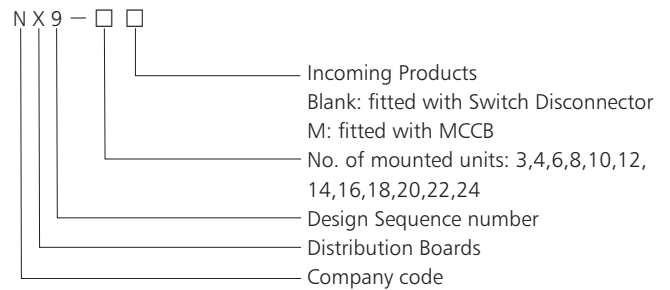 N X 9 — □ □
Incoming Products
Blank: fitted with Switch Disconnector
M: fitted with MCCB
No. of mounted units: 3,4,6,8,10,12,
14,16,18,20,22,24
Design Sequence number
Distribution Boards
Company code